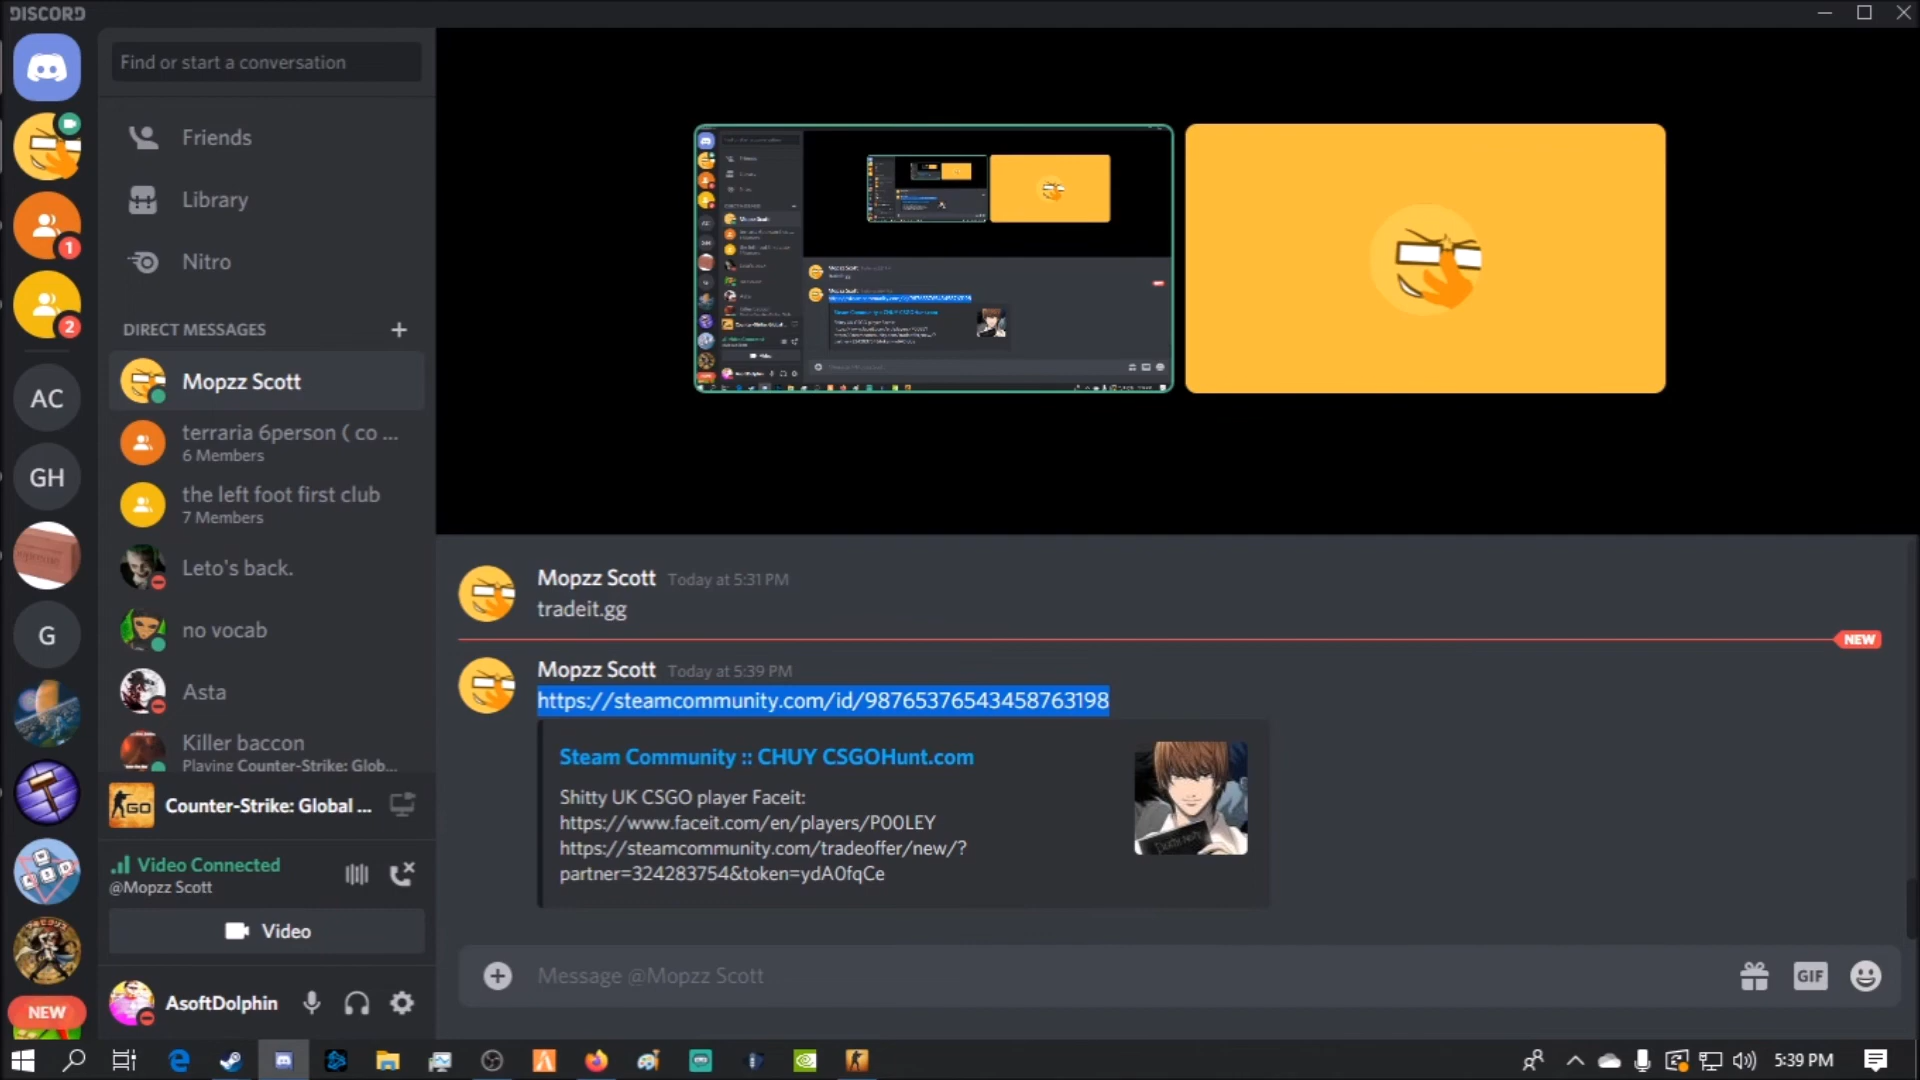 DISCORD
Find or start a conversation
Friends
Library
Nitro
1
2
DIRECT MESSAGES
AC
GH
G
NEW
Mopzz Scott
terraria 6person ( co ...
6 Members
the left foot first club
7 Members
Leto's back.
no vocab
Asta
Killer baccon
Playing Counter-Strike: Glob...
GO
Counter-Strike: Global ...
Video Connected
@Mopzz Scott
Video
AsoftDolphin
Mopzz Scott Today at 5:31 PM
tradeit.gg
NEW
Mopzz Scott Today at 5:39 PM
https://steamcommunity.com/id/98765376543458763198
Steam Community :: CHUY CSGOHunt.com
Shitty UK CSGO player Faceit:
https://www.faceit.com/en/players/P00LEY
https://steamcommunity.com/tradeoffer/new/?
partner=324283754&token=ydA0fqCe
Message @Mopzz Scott
GIF
5:39 PM